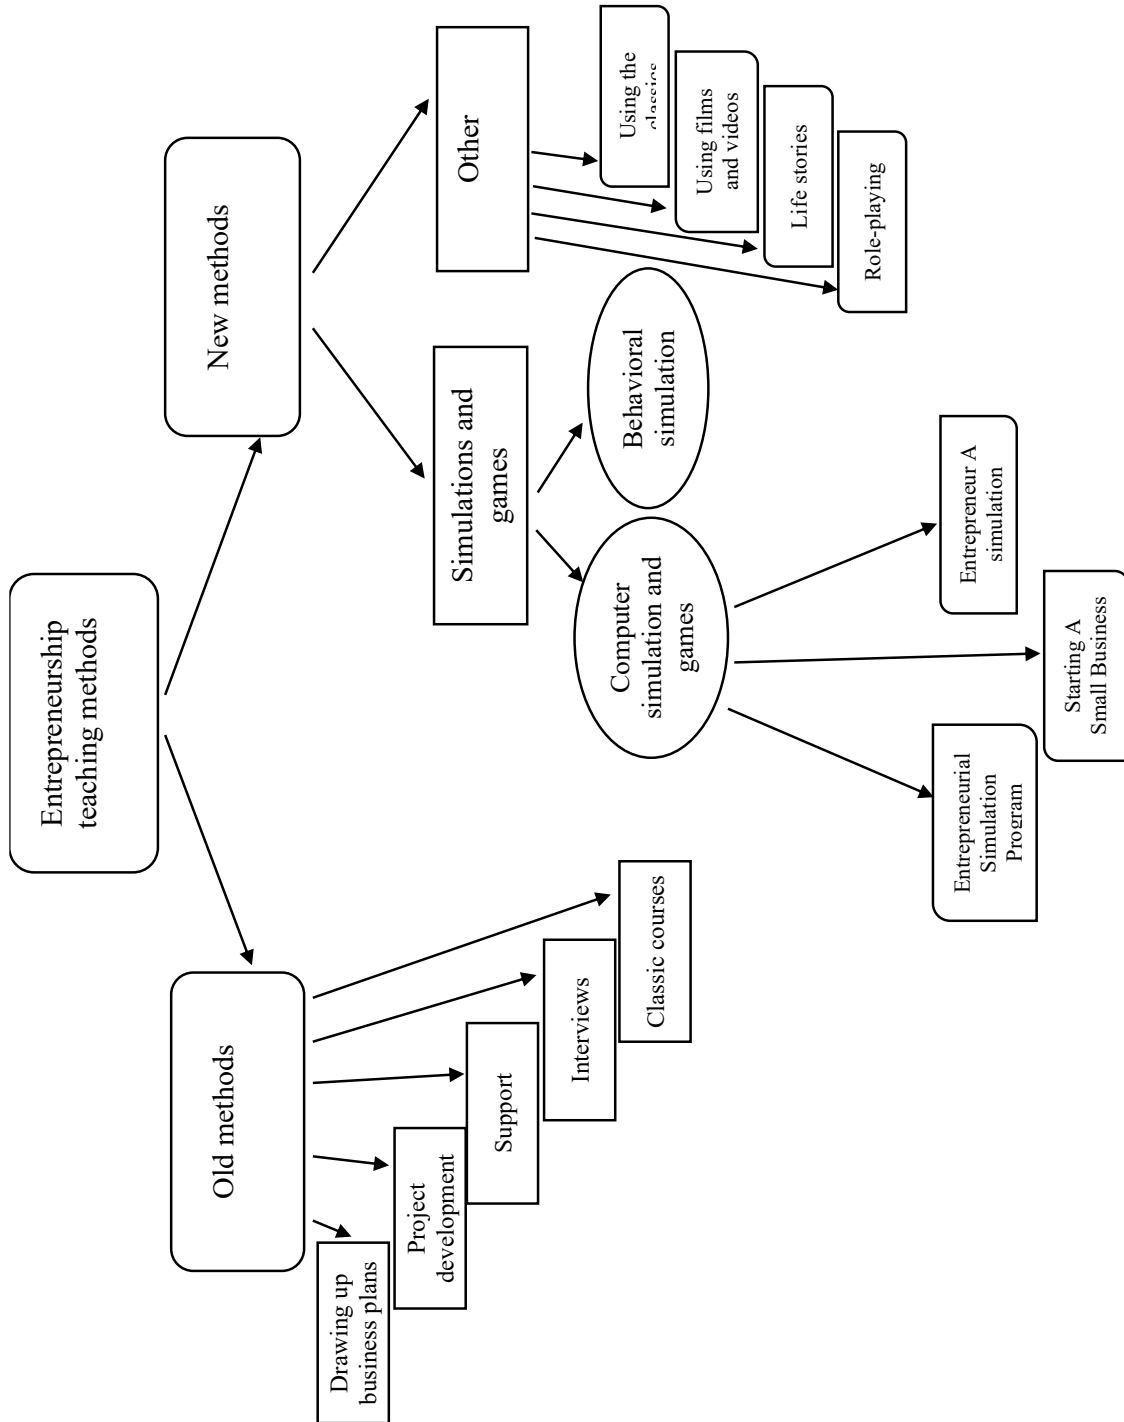 Entrepreneurship
teaching methods
Old methods
New methods
Drawing up
business plans
Project
development
Support
Interviews
Classic courses
Simulations and
games
Other
Computer
simulation and
games
Behavioral
simulation
Using the
classics
Using films
and videos
Life stories
Role-playing
Entrepreneurial
Simulation
Program
Starting A
Small Business
Entrepreneur A
simulation